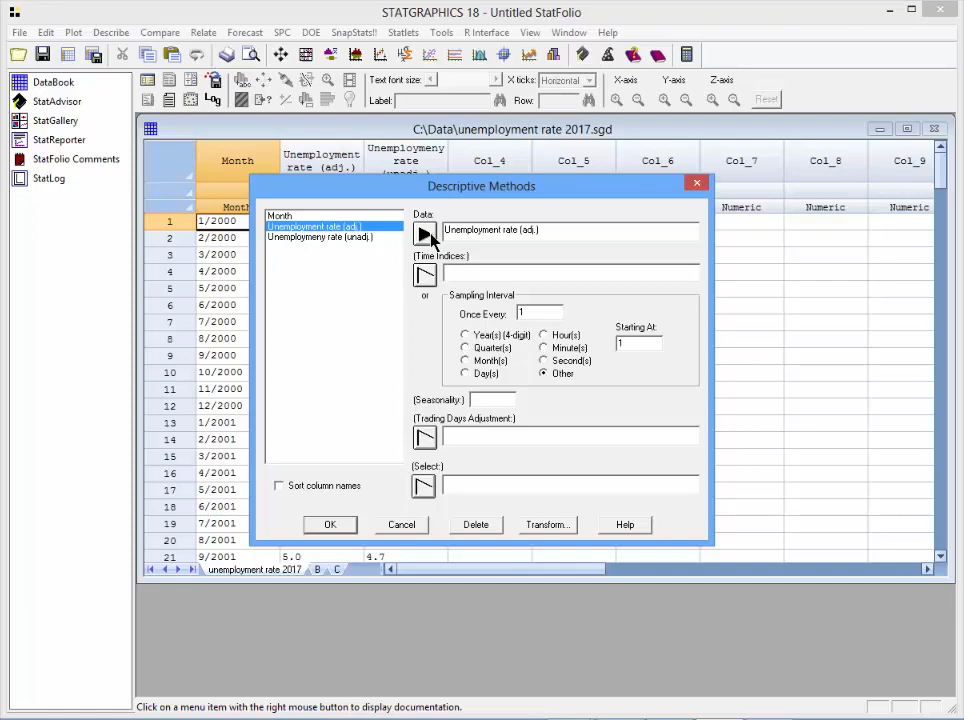 STATGRAPHICS 18 - Untitled StatFolio
File Edit Plot Describe Compare Relate Forecast SPC DOE SnapStats!! Statlets Tools R Interface View Window Help
Text font size: X ticks: Horizontal X-axis Y-axis Z-axis
Log Label: Row: Reset
DataBook
StatAdvisor
StatGallery
StatReporter
StatFolio Comments
StatLog
C:\Data\unemployment rate 2017.sgd
Month Unemployment rate (adj.) Unemploymeny rate (unadj.) Col_4 Col_5 Col_6 Col_7 Col_8 Col_9
Month Numeric Numeric Numeric
1 1/2000
2 2/2000
3 3/2000
4 4/2000
5 5/2000
6 6/2000
7 7/2000
8 8/2000
9 9/2000
10 10/2000
11 11/2000
12 12/2000
13 1/2001
14 2/2001
15 3/2001
16 4/2001
17 5/2001
18 6/2001
19 7/2001
20 8/2001
21 9/2001 5.0 4.7
unemployment rate 2017 B C
Descriptive Methods
Month
Unemployment rate (adj.)
Unemploymeny rate (unadj.)
Data:
Unemployment rate (adj.)
(Time Indices:)
or
Sampling Interval
Once Every: 1
Year(s) (4-digit) Hour(s)
Quarter(s) Minute(s)
Month(s) Second(s)
Day(s) Other
Starting At:
1
(Seasonality:)
(Trading Days Adjustment:)
(Select:)
Sort column names
OK Cancel Delete Transform... Help
Click on a menu item with the right mouse button to display documentation.